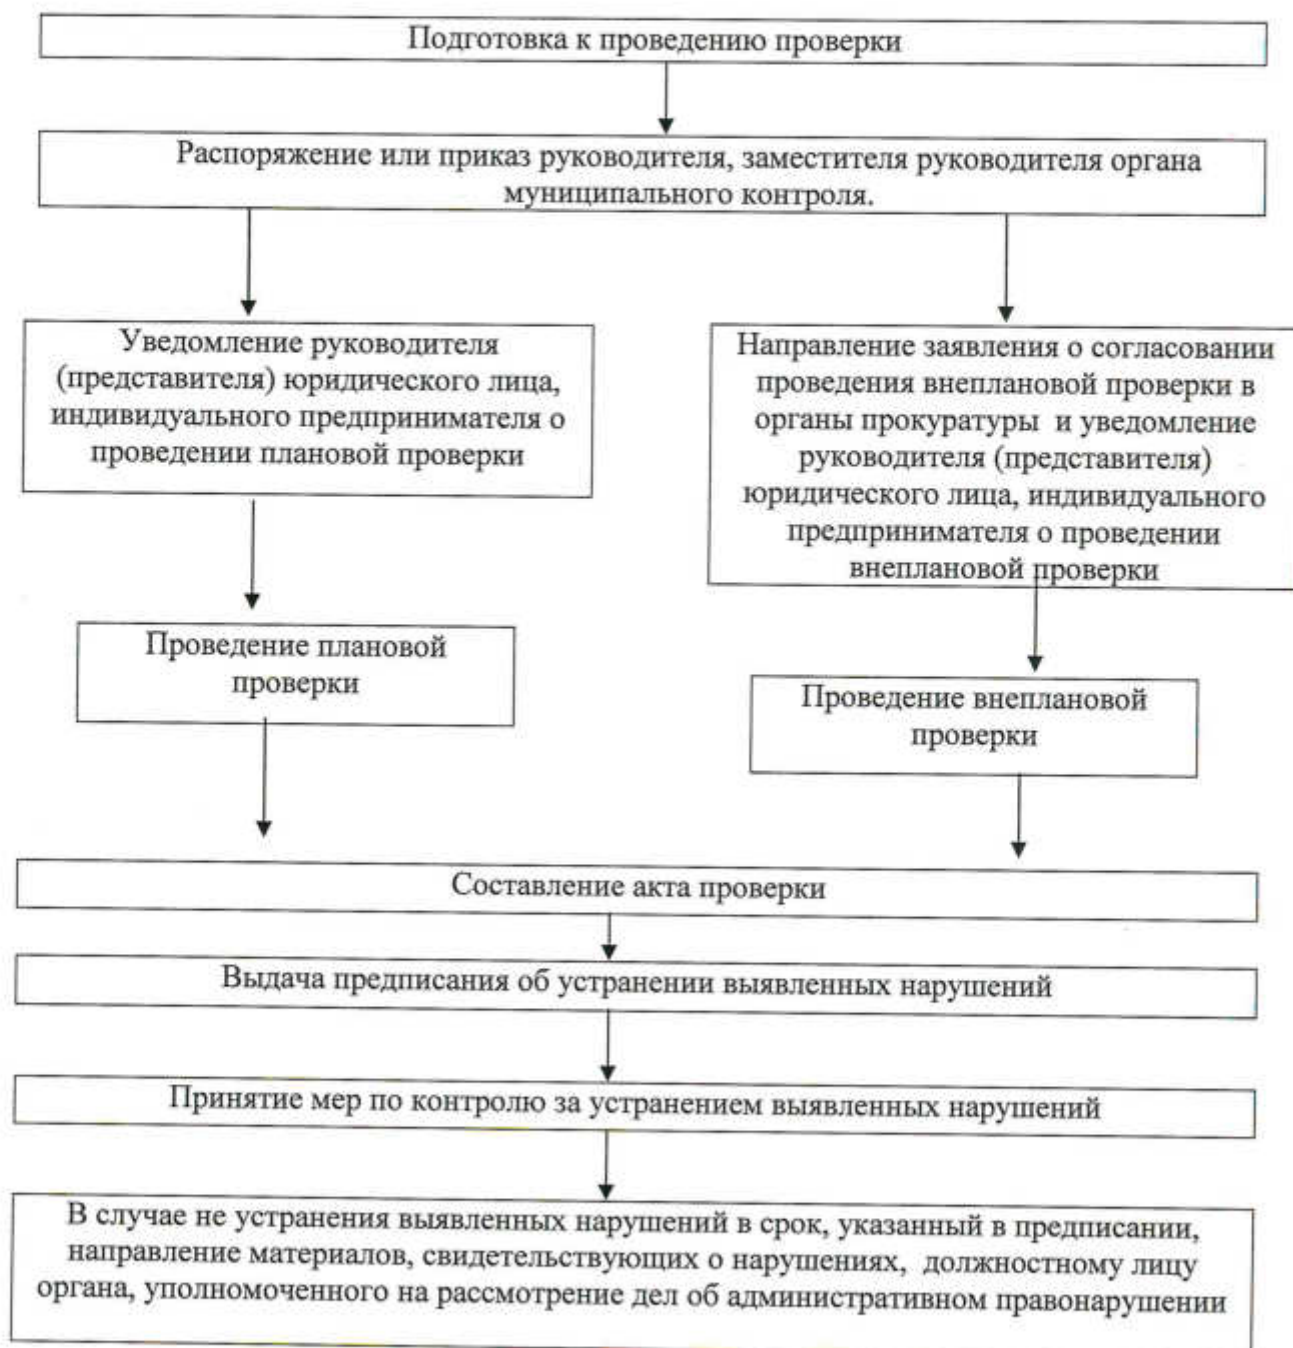 Подготовка к проведению проверки
Распоряжение или приказ руководителя, заместителя руководителя органа
муниципального контроля.
Уведомление руководителя
(представителя) юридического лица,
индивидуального предпринимателя о
проведении плановой проверки
Направление заявления о согласовании
проведения внеплановой проверки в
органы прокуратуры и уведомление
руководителя (представителя)
юридического лица, индивидуального
предпринимателя о проведении
внеплановой проверки
Проведение плановой
проверки
Проведение внеплановой
проверки
Составление акта проверки
Выдача предписания об устранении выявленных нарушений
Принятие мер по контролю за устранением выявленных нарушений
В случае не устранения выявленных нарушений в срок, указанный в предписании,
направление материалов, свидетельствующих о нарушениях, должностному лицу
органа, уполномоченного на рассмотрение дел об административном правонарушении